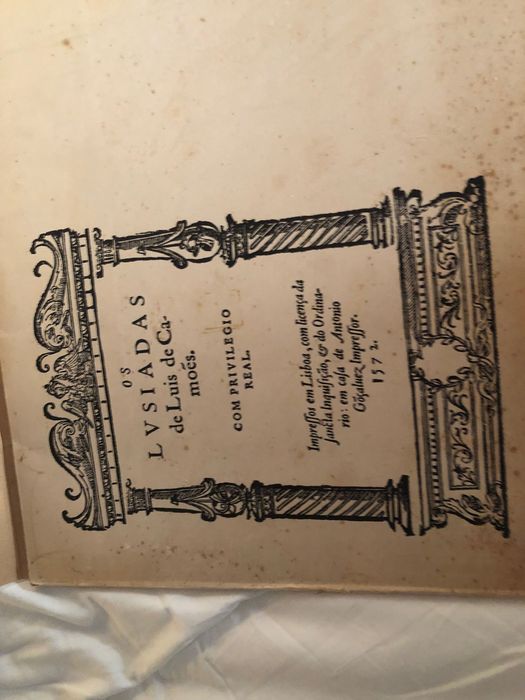 OS
LVSIADAS
de Luis de Ca-
moẽs.
COM PRIVILEGIO
REAL.
Impreſſos em Lisboa, com licença da
ſancta Inquiſição, & do Ordina-
rio: em caſa de Antonio
Gõçaluez Impreſſor.
1572.